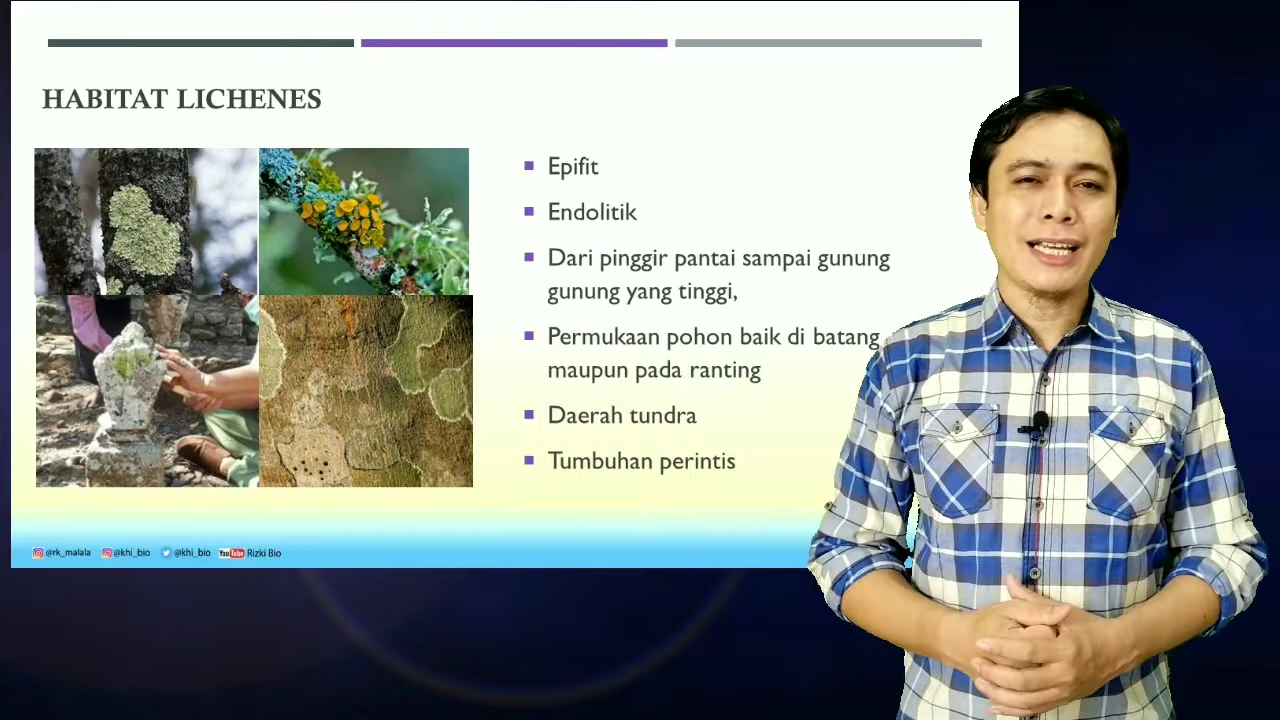 HABITAT LICHENES
Epifit
Endolitik
Dari pinggir pantai sampai gunung
gunung yang tinggi,
Permukaan pohon baik di batang
maupun pada ranting
Daerah tundra
Tumbuhan perintis
@rk_malala @khi_bio @khi_bio YouTube Rizki Bio